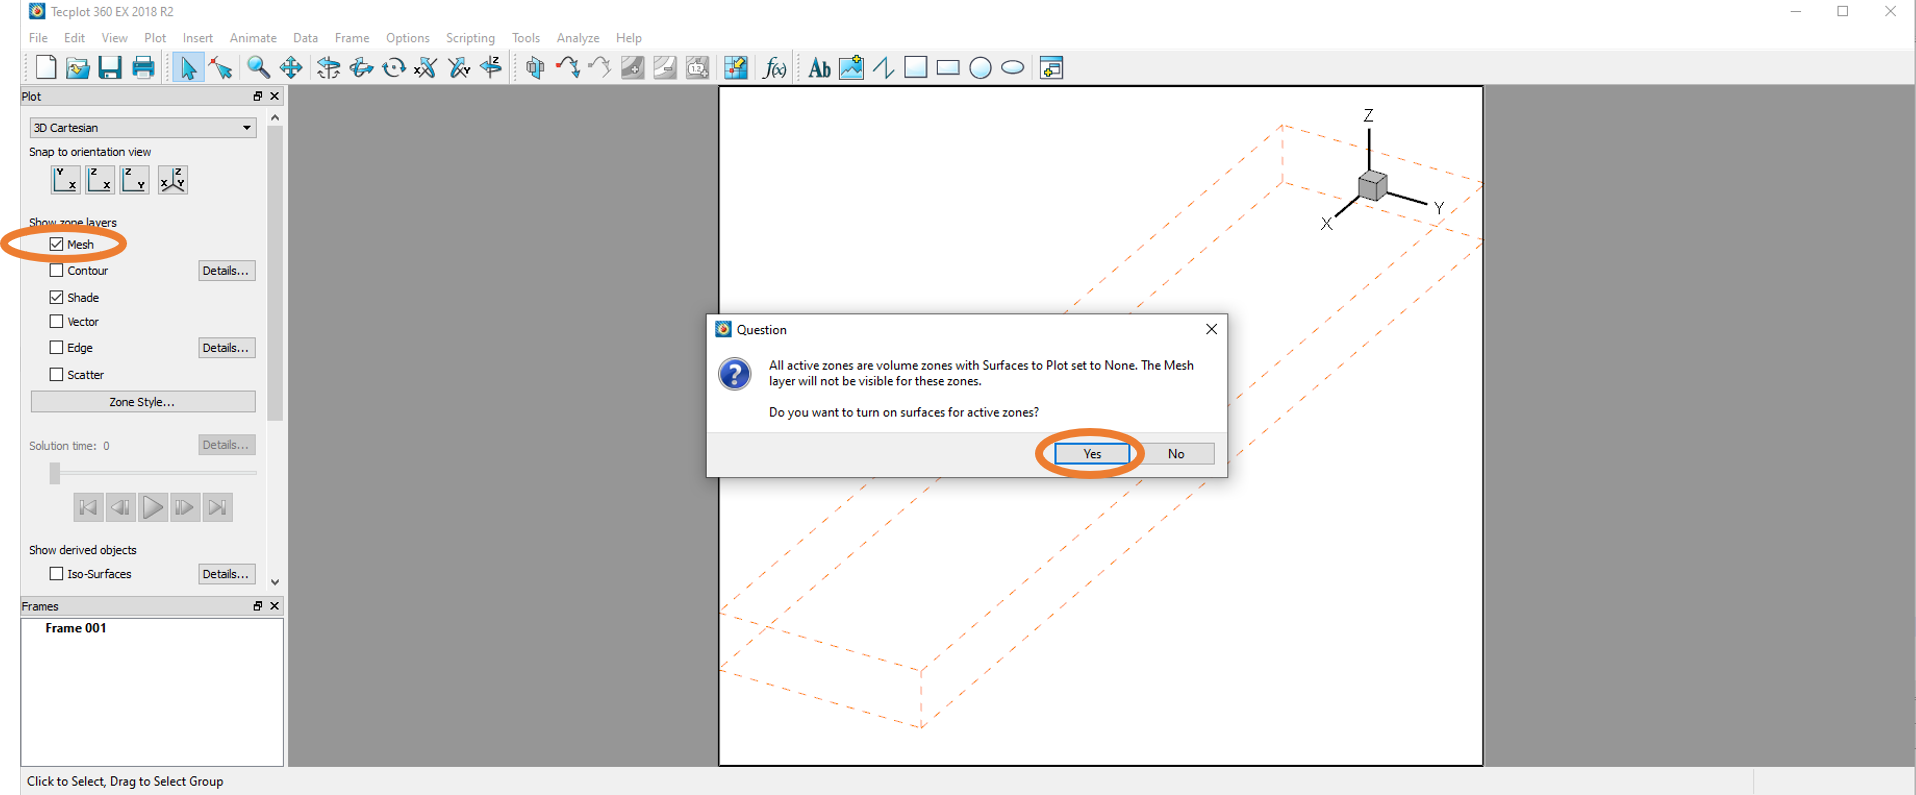 Tecplot 360 EX 2018 R2
File Edit View Plot Insert Animate Data Frame Options Scripting Tools Analyze Help
Plot
3D Cartesian
Snap to orientation view
Y X Z X Z Y Z X Y
Show zone layers
Mesh
Contour Details...
Shade
Vector
Edge Details...
Scatter
Zone Style...
Solution time: 0 Details...
Show derived objects
Iso-Surfaces Details...
Frames
Frame 001
Z
Y
X
Question
All active zones are volume zones with Surfaces to Plot set to None. The Mesh
layer will not be visible for these zones.
Do you want to turn on surfaces for active zones?
Yes No
Click to Select, Drag to Select Group